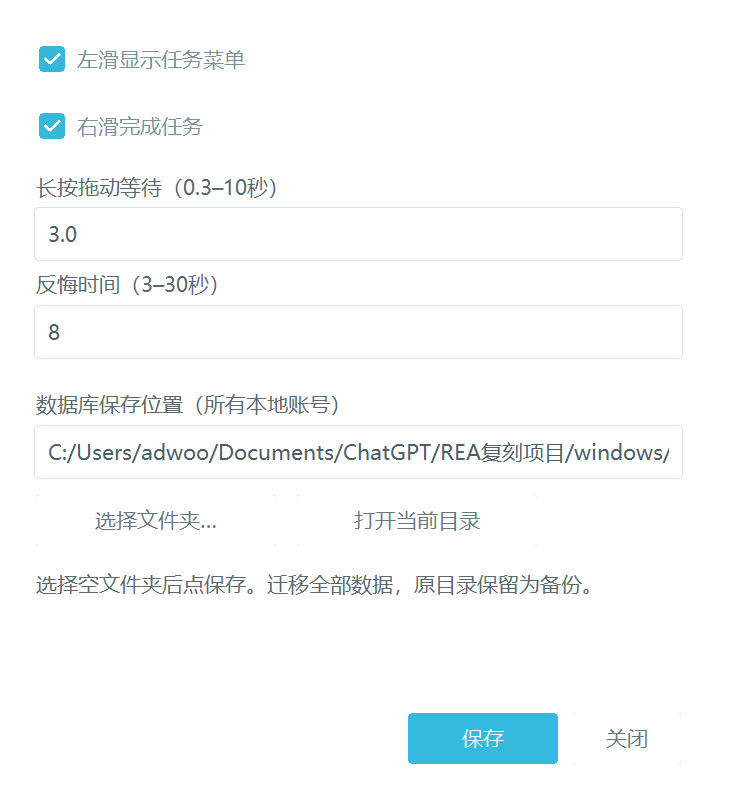 左滑显示任务菜单
右滑完成任务
长按拖动等待（0.3–10秒）
3.0
反悔时间（3–30秒）
8
数据库保存位置（所有本地账号）
C:/Users/adwoo/Documents/ChatGPT/REA复刻项目/windows/
选择文件夹...
打开当前目录
选择空文件夹后点保存。迁移全部数据，原目录保留为备份。
保存
关闭